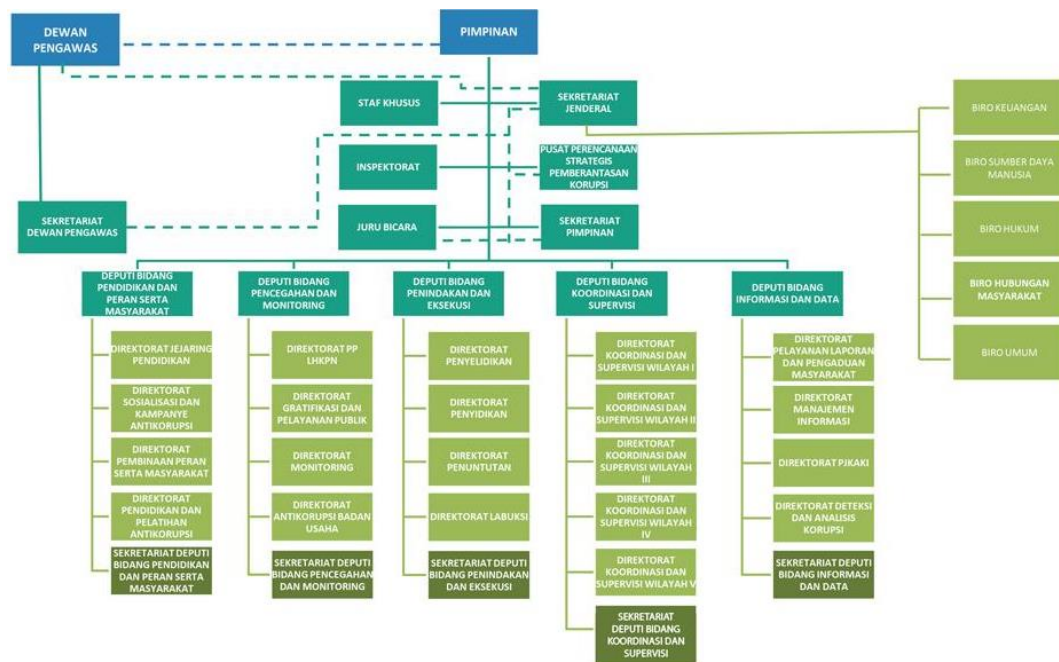 DEWAN
PENGAWAS
PIMPINAN
STAF KHUSUS
SEKRETARIAT
JENDERAL
INSPEKTORAT
PUSAT PERENCANAAN
STRATEGIS
PEMBERANTASAN
KORUPSI
SEKRETARIAT
DEWAN PENGAWAS
JURU BICARA
SEKRETARIAT
PIMPINAN
BIRO KEUANGAN
BIRO SUMBER DAYA
MANUSIA
BIRO HUKUM
BIRO HUBUNGAN
MASYARAKAT
BIRO UMUM
DEPUTI BIDANG
PENDIDIKAN DAN
PERAN SERTA
MASYARAKAT
DIREKTORAT JEJARING
PENDIDIKAN
DIREKTORAT
SOSIALISASI DAN
KAMPANYE
ANTIKORUPSI
DIREKTORAT
PEMBINAAN PERAN
SERTA MASYARAKAT
DIREKTORAT
PENDIDIKAN DAN
PELATIHAN
ANTIKORUPSI
SEKRETARIAT DEPUTI
BIDANG PENDIDIKAN
DAN PERAN SERTA
MASYARAKAT
DEPUTI BIDANG
PENCEGAHAN DAN
MONITORING
DIREKTORAT PP
LHKPN
DIREKTORAT
GRATIFIKASI DAN
PELAYANAN PUBLIK
DIREKTORAT
MONITORING
DIREKTORAT
ANTIKORUPSI BADAN
USAHA
SEKRETARIAT DEPUTI
BIDANG PENCEGAHAN
DAN MONITORING
DEPUTI BIDANG
PENINDAKAN DAN
EKSEKUSI
DIREKTORAT
PENYELIDIKAN
DIREKTORAT
PENYIDIKAN
DIREKTORAT
PENUNTUTAN
DIREKTORAT LABUKSI
SEKRETARIAT DEPUTI
BIDANG PENINDAKAN
DAN EKSEKUSI
DEPUTI BIDANG
KOORDINASI DAN
SUPERVISI
DIREKTORAT
KOORDINASI DAN
SUPERVISI WILAYAH I
DIREKTORAT
KOORDINASI DAN
SUPERVISI WILAYAH II
DIREKTORAT
KOORDINASI DAN
SUPERVISI WILAYAH
III
DIREKTORAT
KOORDINASI DAN
SUPERVISI WILAYAH
IV
DIREKTORAT
KOORDINASI DAN
SUPERVISI WILAYAH V
SEKRETARIAT
DEPUTI BIDANG
KOORDINASI DAN
SUPERVISI
DEPUTI BIDANG
INFORMASI DAN DATA
DIREKTORAT
PELAYANAN LAPORAN
DAN PENGADUAN
MASYARAKAT
DIREKTORAT
MANAJEMEN
INFORMASI
DIREKTORAT PJKAKI
DIREKTORAT DETEKSI
DAN ANALISIS
KORUPSI
SEKRETARIAT DEPUTI
BIDANG INFORMASI
DAN DATA